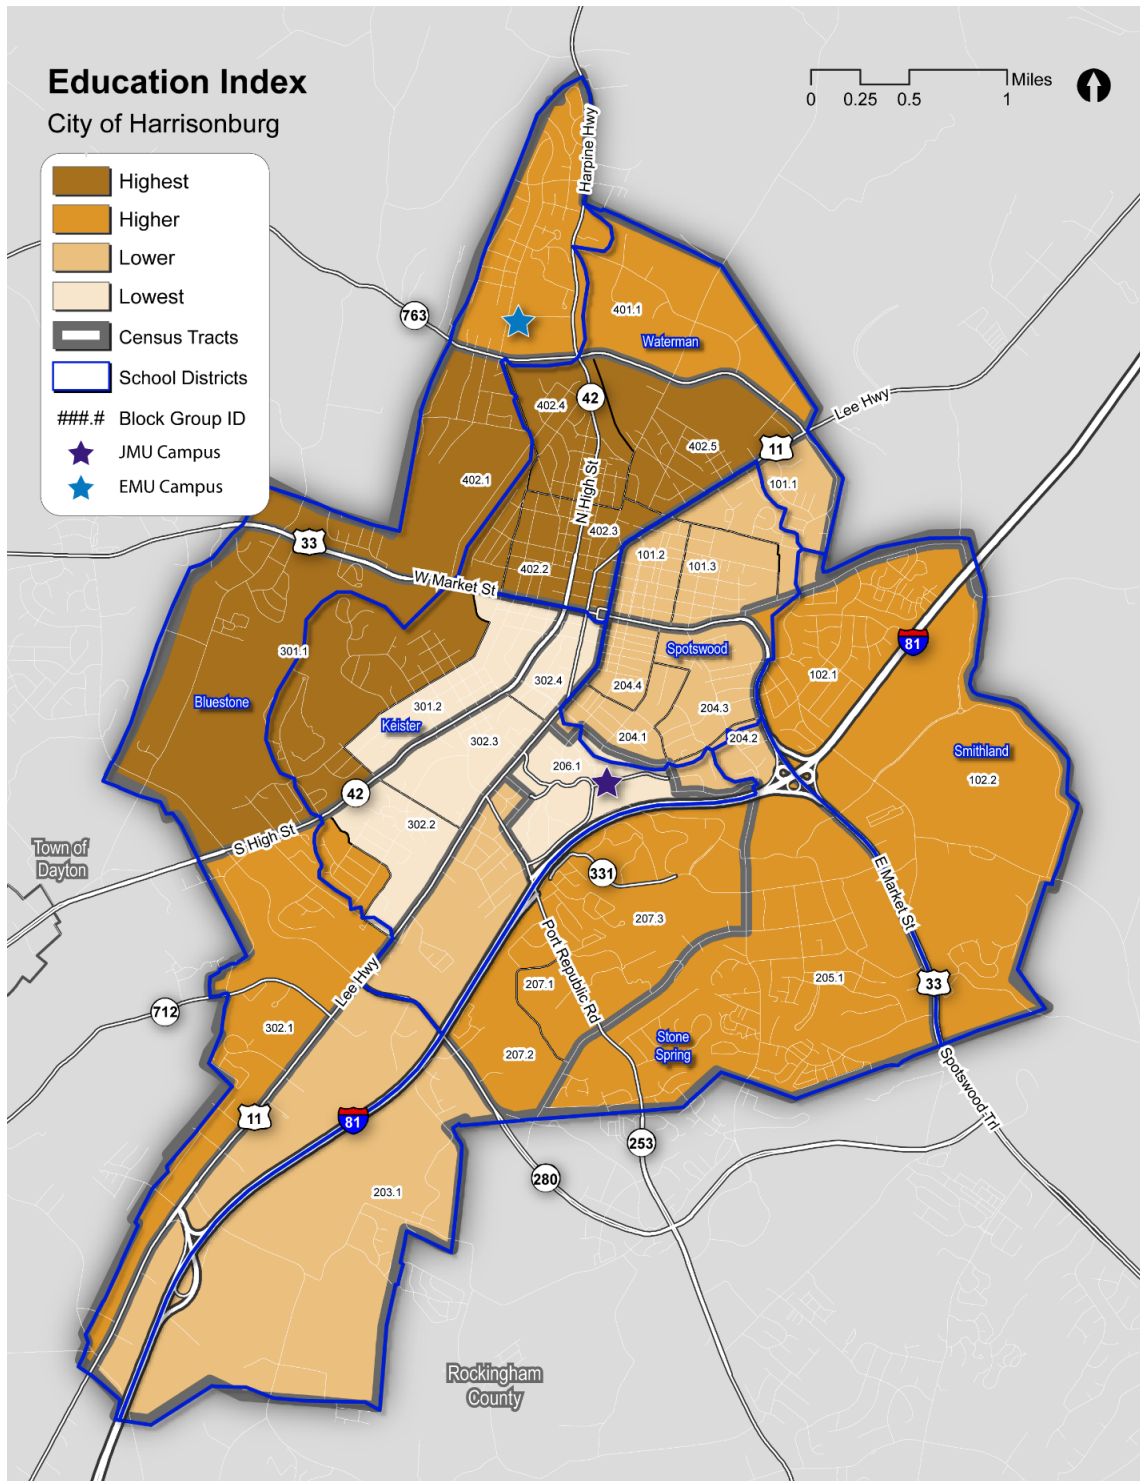 Education Index
City of Harrisonburg
Highest
Higher
Lower
Lowest
Census Tracts
School Districts
###.# Block Group ID
JMU Campus
EMU Campus
Miles
0 0.25 0.5 1
Harpine Hwy
763
401.1
Waterman
42
402.4
Lee Hwy
402.5
11
402.1
101.1
N High St
33
402.3
101.2
101.3
402.2
W Market St
81
301.1
Spotswood
102.1
302.4
204.4
Bluestone
301.2
204.3
Keister
302.3
204.1
204.2
Smithland
102.2
206.1
42
302.2
S High St
Town of
Dayton
331
E Market St
207.3
Port Republic Rd
205.1
Lee Hwy
207.1
33
712
302.1
Stone
Spring
207.2
11
81
Spotswood Trl
253
280
203.1
Rockingham
County